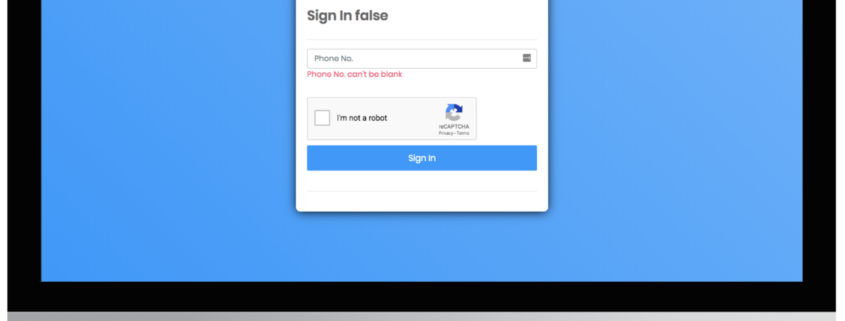 Sign In false
Phone No.
Phone No. can't be blank
I'm not a robot
reCAPTCHA
Privacy - Terms
Sign In